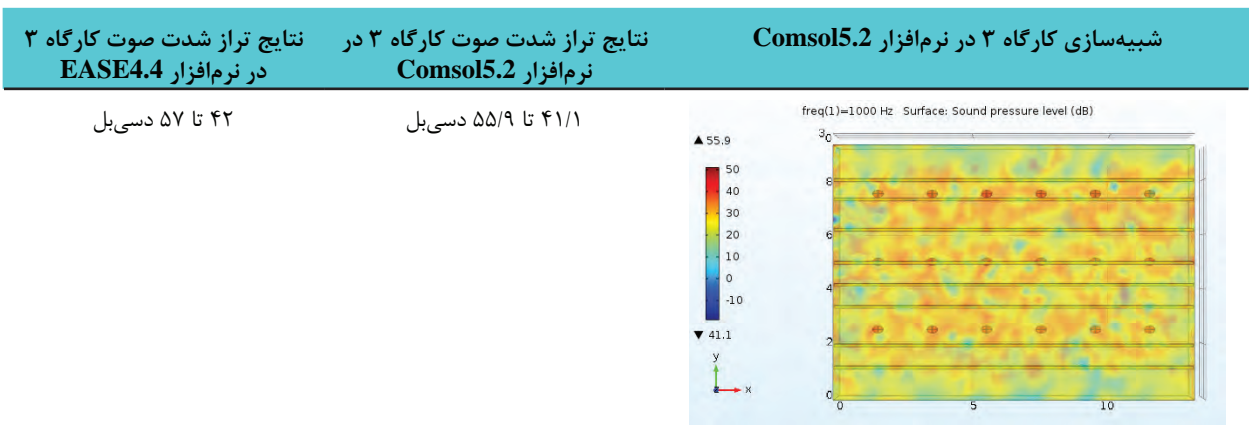 شبیه‌سازی کارگاه ۳ در نرم‌افزار Comsol5.2
نتایج تراز شدت صوت کارگاه ۳ در
نرم‌افزار Comsol5.2
نتایج تراز شدت صوت کارگاه ۳
در نرم‌افزار EASE4.4
freq(1)=1000 Hz Surface: Sound pressure level (dB)
▲ 55.9
50
40
30
20
10
0
-10
▼ 41.1
y
x
3
0
8
6
4
2
0
0
5
10
۴۱/۱ تا ۵۵/۹ دسی‌بل
۴۲ تا ۵۷ دسی‌بل